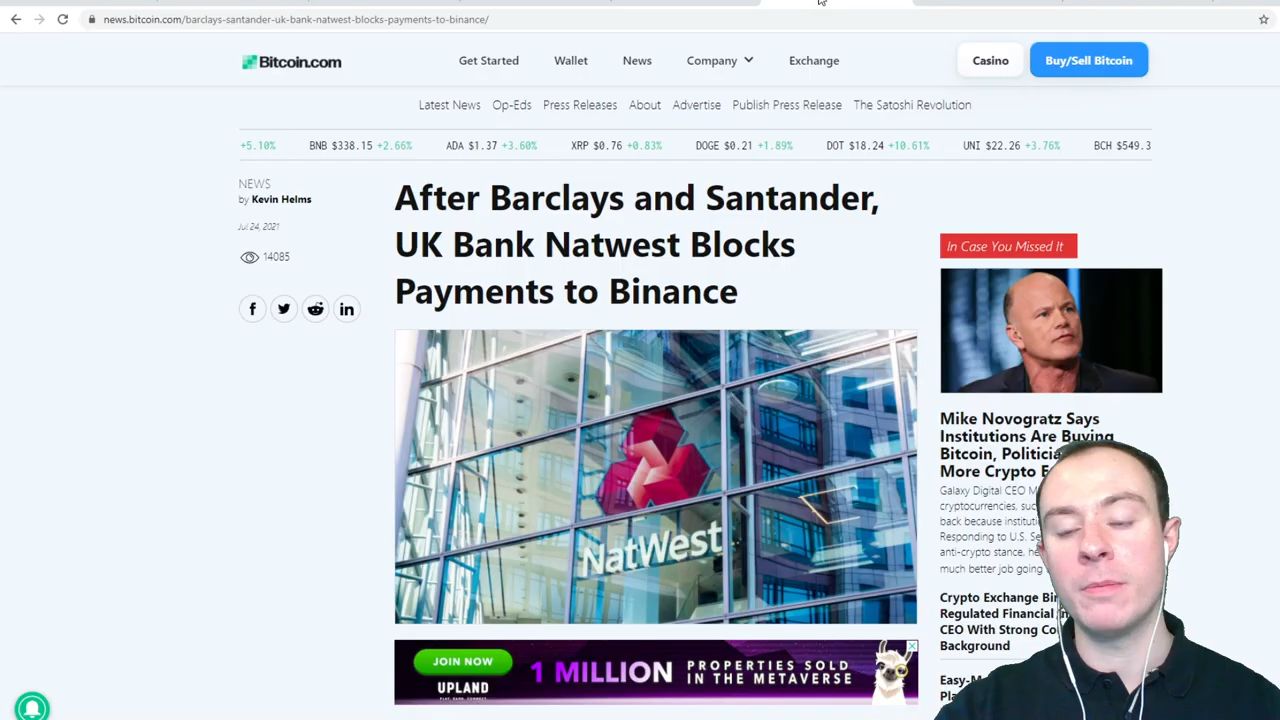 news.bitcoin.com/barclays-santander-uk-bank-natwest-blocks-payments-to-binance/
Bitcoin.com
Get Started
Wallet
News
Company
Exchange
Casino
Buy/Sell Bitcoin
Latest News
Op-Eds
Press Releases
About
Advertise
Publish Press Release
The Satoshi Revolution
+5.10% BNB $338.15 +2.66% ADA $1.37 +3.60% XRP $0.76 +0.83% DOGE $0.21 +1.89% DOT $18.24 +10.61% UNI $22.26 +3.76% BCH $549.3
NEWS
by Kevin Helms
Jul 24, 2021
14085
After Barclays and Santander,
UK Bank Natwest Blocks
Payments to Binance
NatWest
JOIN NOW
UPLAND
1 MILLION
PROPERTIES SOLD
IN THE METAVERSE
In Case You Missed It
Mike Novogratz Says
Institutions Are Buying
Bitcoin,
More Crypto
Galaxy Digital CEO
cryptocurrencies,
back because
Responding to U.S.
anti-crypto stance,
much better job going
Crypto Exchange
Regulated Financial
CEO With Strong
Background